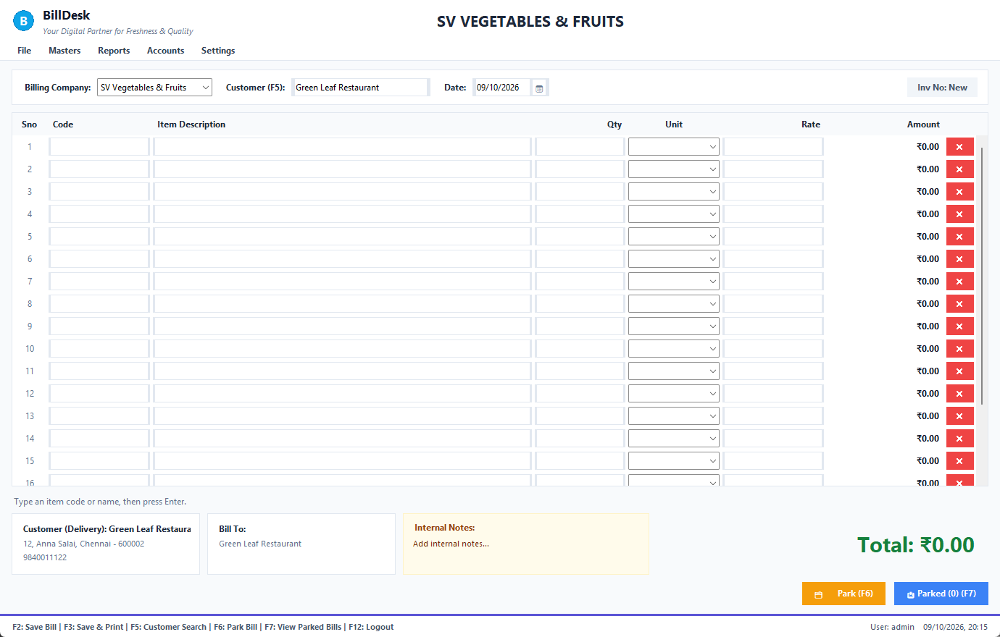 B
BillDesk
Your Digital Partner for Freshness & Quality
SV VEGETABLES & FRUITS
File Masters Reports Accounts Settings
Billing Company: SV Vegetables & Fruits Customer (F5): Green Leaf Restaurant Date: 09/10/2026 Inv No: New
Sno Code Item Description Qty Unit Rate Amount
1 ₹0.00
2 ₹0.00
3 ₹0.00
4 ₹0.00
5 ₹0.00
6 ₹0.00
7 ₹0.00
8 ₹0.00
9 ₹0.00
10 ₹0.00
11 ₹0.00
12 ₹0.00
13 ₹0.00
14 ₹0.00
15 ₹0.00
16 ₹0.00
Type an item code or name, then press Enter.
Customer (Delivery): Green Leaf Restaura
12, Anna Salai, Chennai - 600002
9840011122
Bill To:
Green Leaf Restaurant
Internal Notes:
Add internal notes...
Total: ₹0.00
Park (F6) Parked (0) (F7)
F2: Save Bill | F3: Save & Print | F5: Customer Search | F6: Park Bill | F7: View Parked Bills | F12: Logout
User: admin 09/10/2026, 20:15